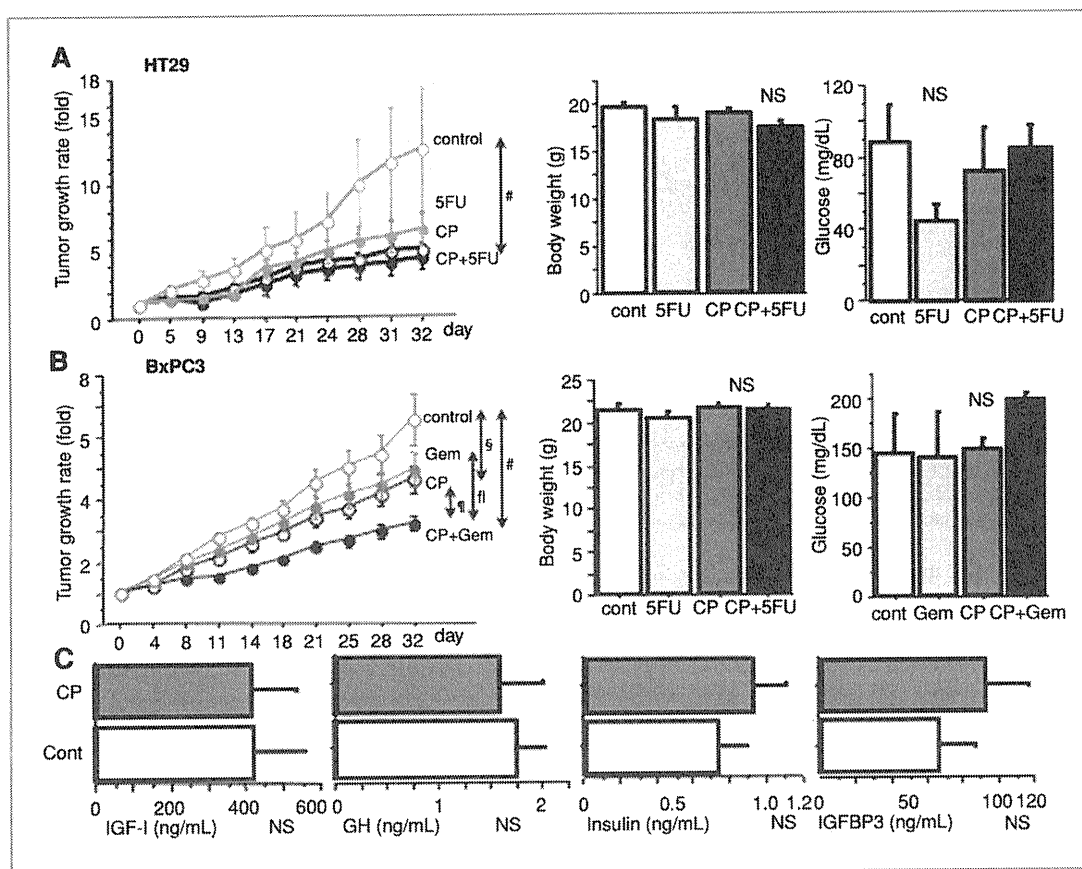 A
HT29
Tumor growth rate (fold)
18
15
10
5
0
control
5FU
CP
CP+5FU
#
0 5 9 13 17 21 24 28 31 32 day
Body weight (g)
20
15
10
5
0
NS
cont 5FU CP CP+5FU
Glucose (mg/dL)
120
80
40
0
NS
cont 5FU CP CP+5FU
B
BxPC3
Tumor growth rate (fold)
8
6
4
2
0
control
Gem
CP
CP+Gem
§
#
fl
¶
0 4 8 11 14 18 21 25 28 32 day
Body weight (g)
25
20
15
10
5
0
NS
cont 5FU CP CP+5FU
Glucose (mg/dL)
200
150
100
50
0
NS
cont Gem CP CP+Gem
C
CP
Cont
0 200 400 600
IGF-I (ng/mL) NS
0 1 2
GH (ng/mL) NS
0 0.5 1.0 1.20
Insulin (ng/mL) NS
50 100 120
IGFBP3 (ng/mL) NS